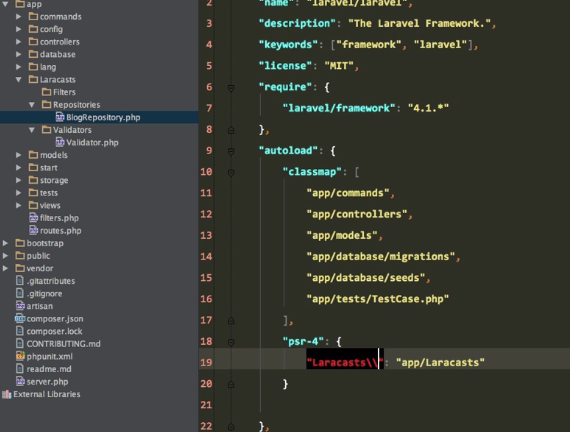 app
commands
config
controllers
database
lang
Laracasts
Filters
Repositories
BlogRepository.php
Validators
Validator.php
models
start
storage
tests
views
filters.php
routes.php
bootstrap
public
vendor
.gitattributes
.gitignore
artisan
composer.json
composer.lock
CONTRIBUTING.md
phpunit.xml
readme.md
server.php
External Libraries
2 "name": "laravel/laravel",
3 "description": "The Laravel Framework.",
4 "keywords": ["framework", "laravel"],
5 "license": "MIT",
6 "require": {
7 "laravel/framework": "4.1.*"
8 },
9 "autoload": {
10 "classmap": [
11 "app/commands",
12 "app/controllers",
13 "app/models",
14 "app/database/migrations",
15 "app/database/seeds",
16 "app/tests/TestCase.php"
17 ],
18 "psr-4": {
19 "Laracasts\\": "app/Laracasts"
20 }
21
22 },